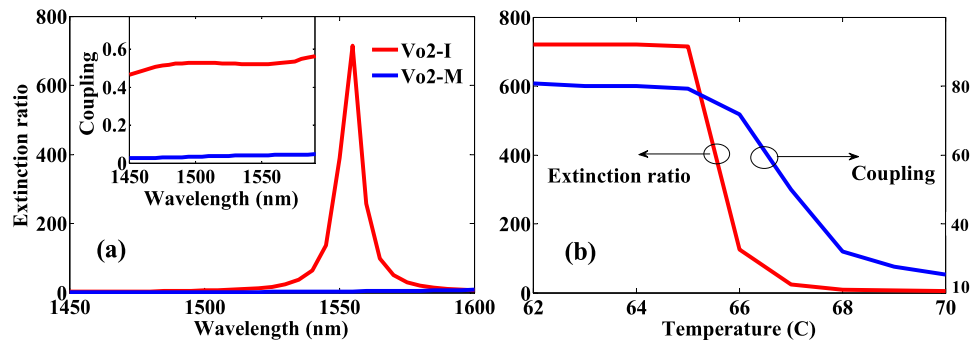 800
600
400
200
0
Extinction ratio
1450
1500
1550
1600
Wavelength (nm)
(a)
Vo2-I
Vo2-M
0.6
0.4
0.2
0
Coupling
1450
1500
1550
Wavelength (nm)
800
600
400
200
0
80
60
40
10
62
64
66
68
70
Temperature (C)
(b)
Extinction ratio
Coupling